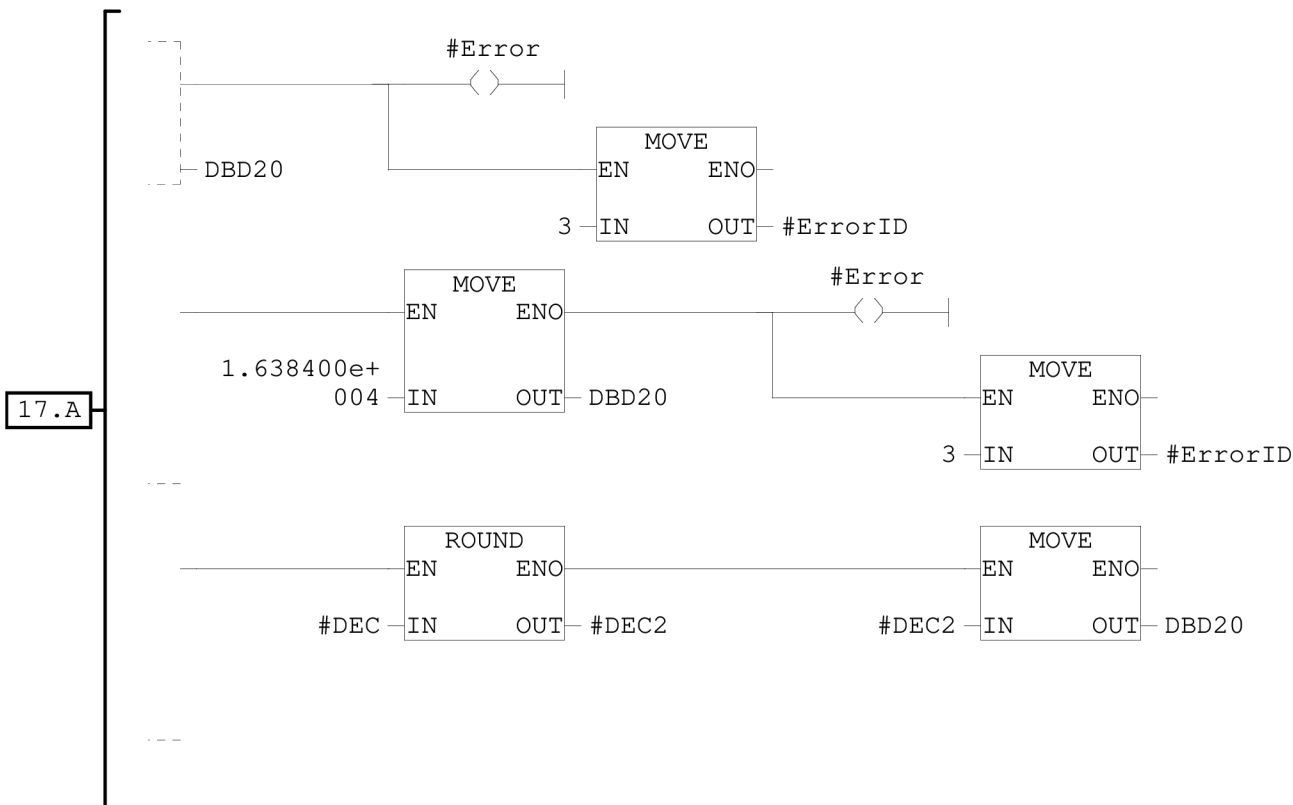 #Error
MOVE
DBD20
EN ENO
3 IN OUT #ErrorID
#Error
MOVE
EN ENO
1.638400e+
004 IN OUT DBD20
MOVE
EN ENO
17.A
3 IN OUT #ErrorID
ROUND MOVE
EN ENO EN ENO
#DEC IN OUT #DEC2 #DEC2 IN OUT DBD20